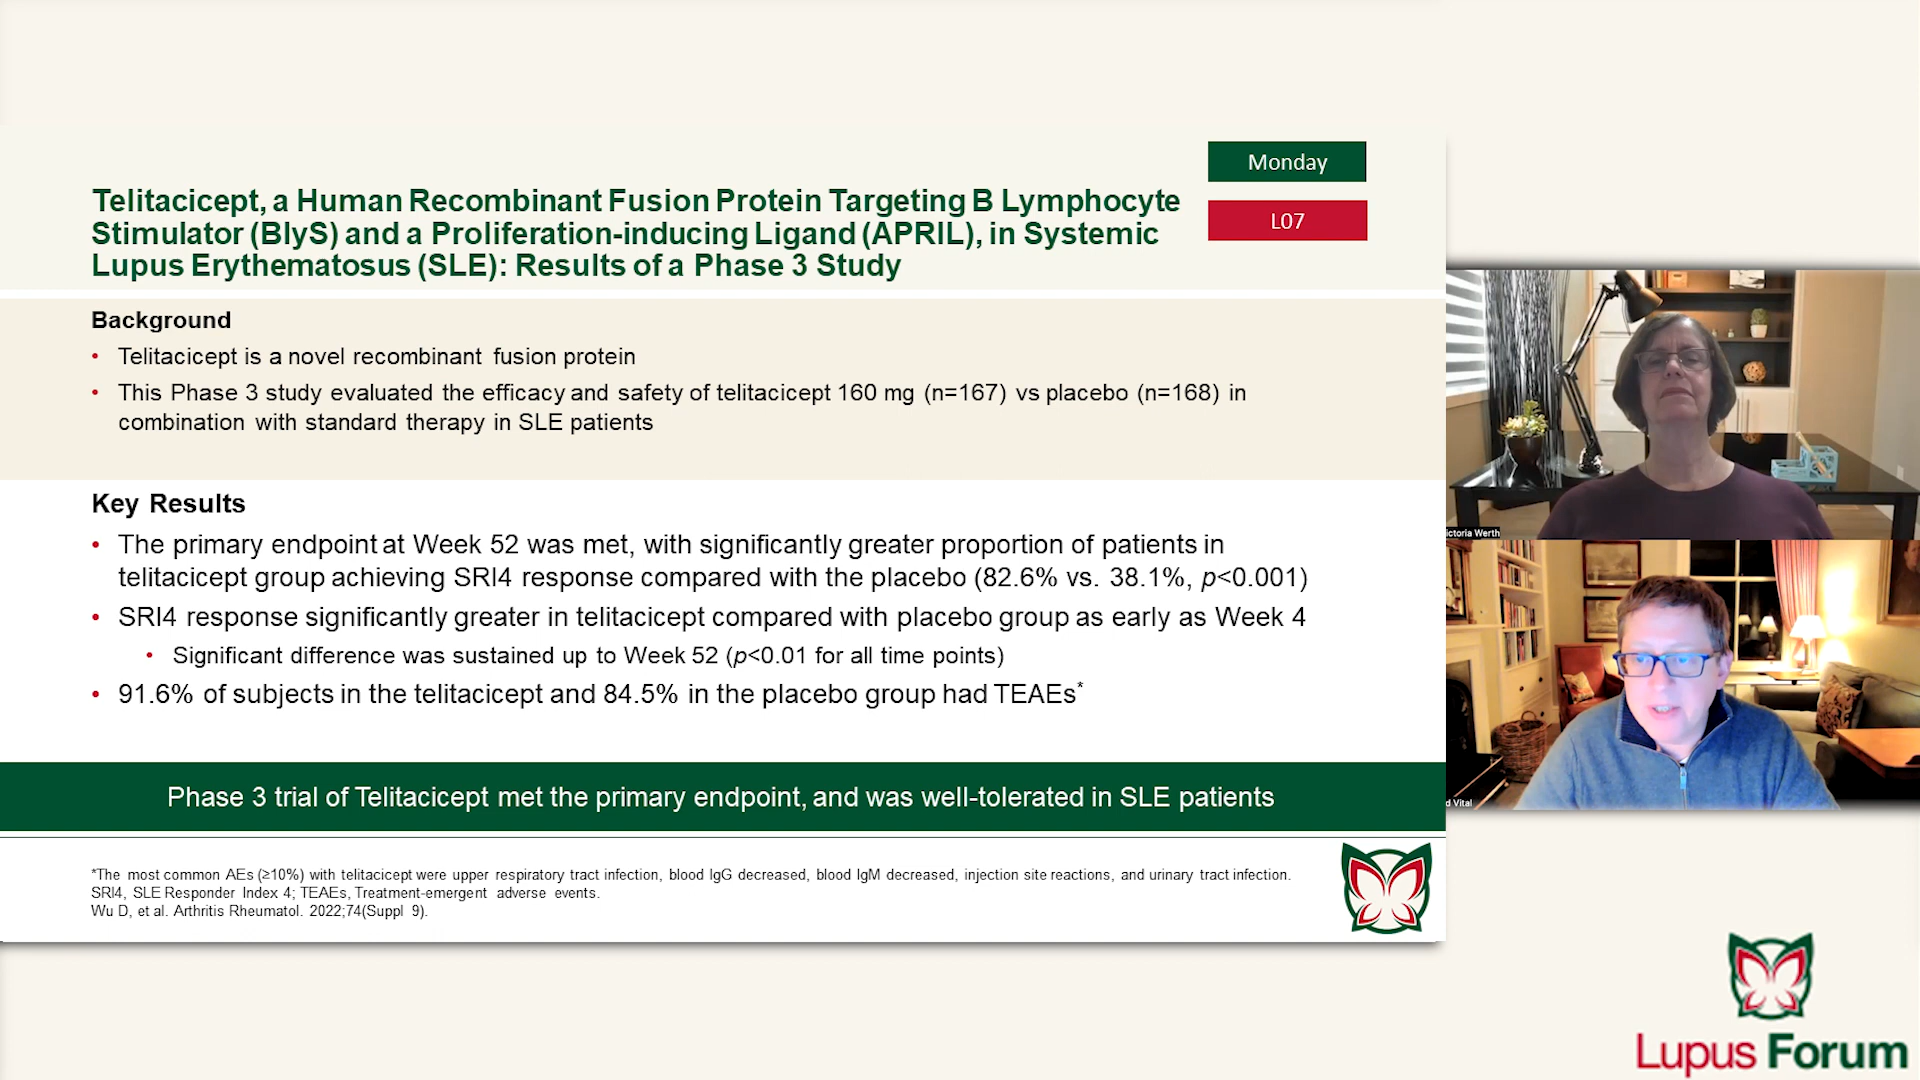 Monday
L07
Telitacicept, a Human Recombinant Fusion Protein Targeting B Lymphocyte
Stimulator (BlyS) and a Proliferation-inducing Ligand (APRIL), in Systemic
Lupus Erythematosus (SLE): Results of a Phase 3 Study
Background
• Telitacicept is a novel recombinant fusion protein
• This Phase 3 study evaluated the efficacy and safety of telitacicept 160 mg (n=167) vs placebo (n=168) in
combination with standard therapy in SLE patients
Key Results
• The primary endpoint at Week 52 was met, with significantly greater proportion of patients in
telitacicept group achieving SRI4 response compared with the placebo (82.6% vs. 38.1%, p<0.001)
• SRI4 response significantly greater in telitacicept compared with placebo group as early as Week 4
• Significant difference was sustained up to Week 52 (p<0.01 for all time points)
• 91.6% of subjects in the telitacicept and 84.5% in the placebo group had TEAEs*
Phase 3 trial of Telitacicept met the primary endpoint, and was well-tolerated in SLE patients
*The most common AEs (≥10%) with telitacicept were upper respiratory tract infection, blood IgG decreased, blood IgM decreased, injection site reactions, and urinary tract infection.
SRI4, SLE Responder Index 4; TEAEs, Treatment-emergent adverse events.
Wu D, et al. Arthritis Rheumatol. 2022;74(Suppl 9).
ictoria Werth
d Vital
Lupus Forum